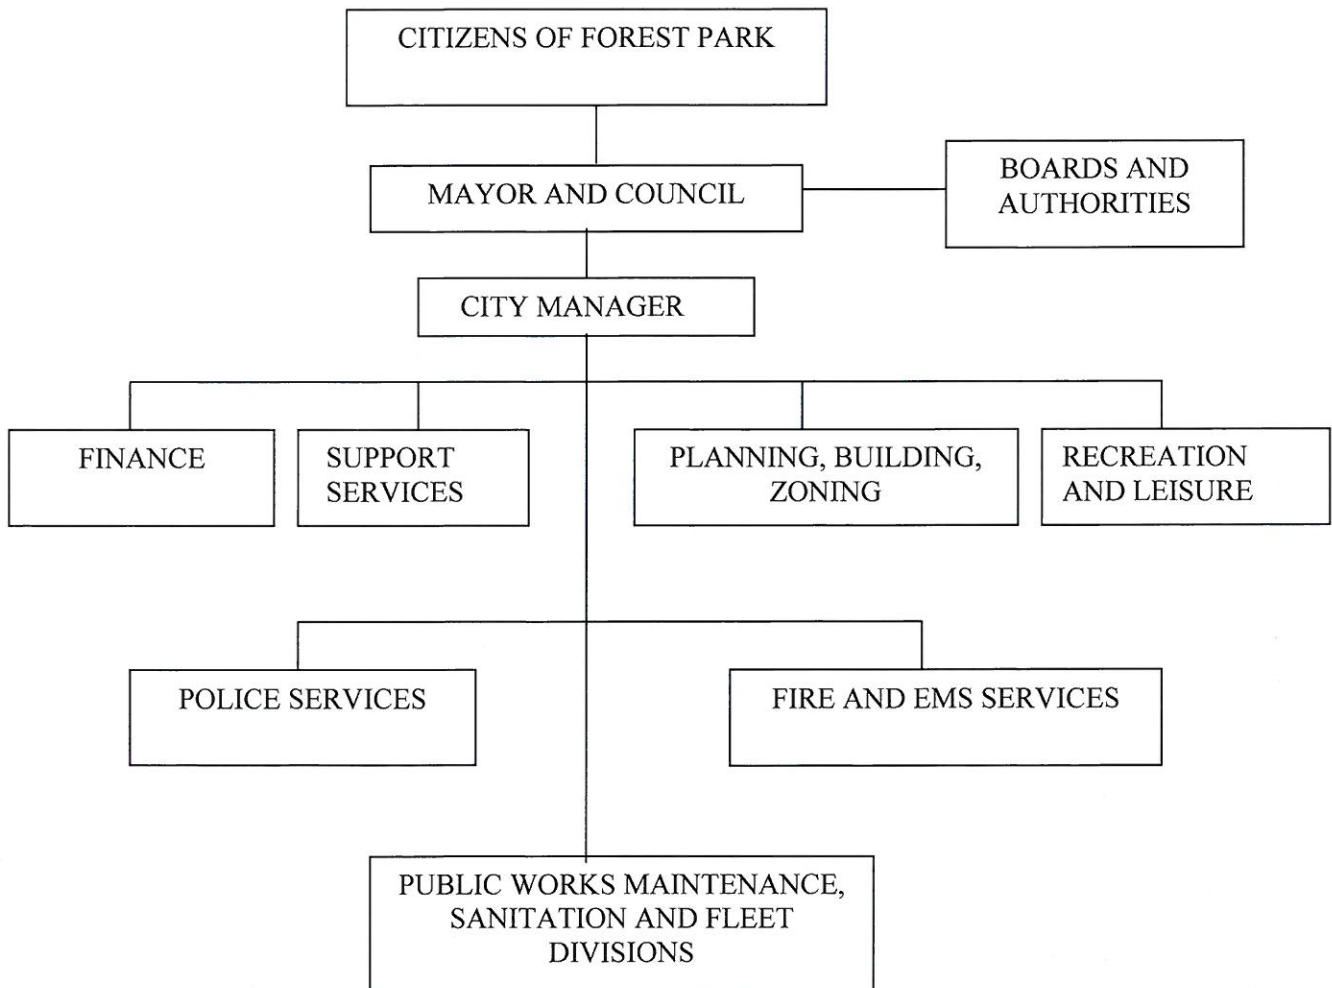 CITIZENS OF FOREST PARK
MAYOR AND COUNCIL
BOARDS AND
AUTHORITIES
CITY MANAGER
FINANCE
SUPPORT
SERVICES
PLANNING, BUILDING,
ZONING
RECREATION
AND LEISURE
POLICE SERVICES
FIRE AND EMS SERVICES
PUBLIC WORKS MAINTENANCE,
SANITATION AND FLEET
DIVISIONS